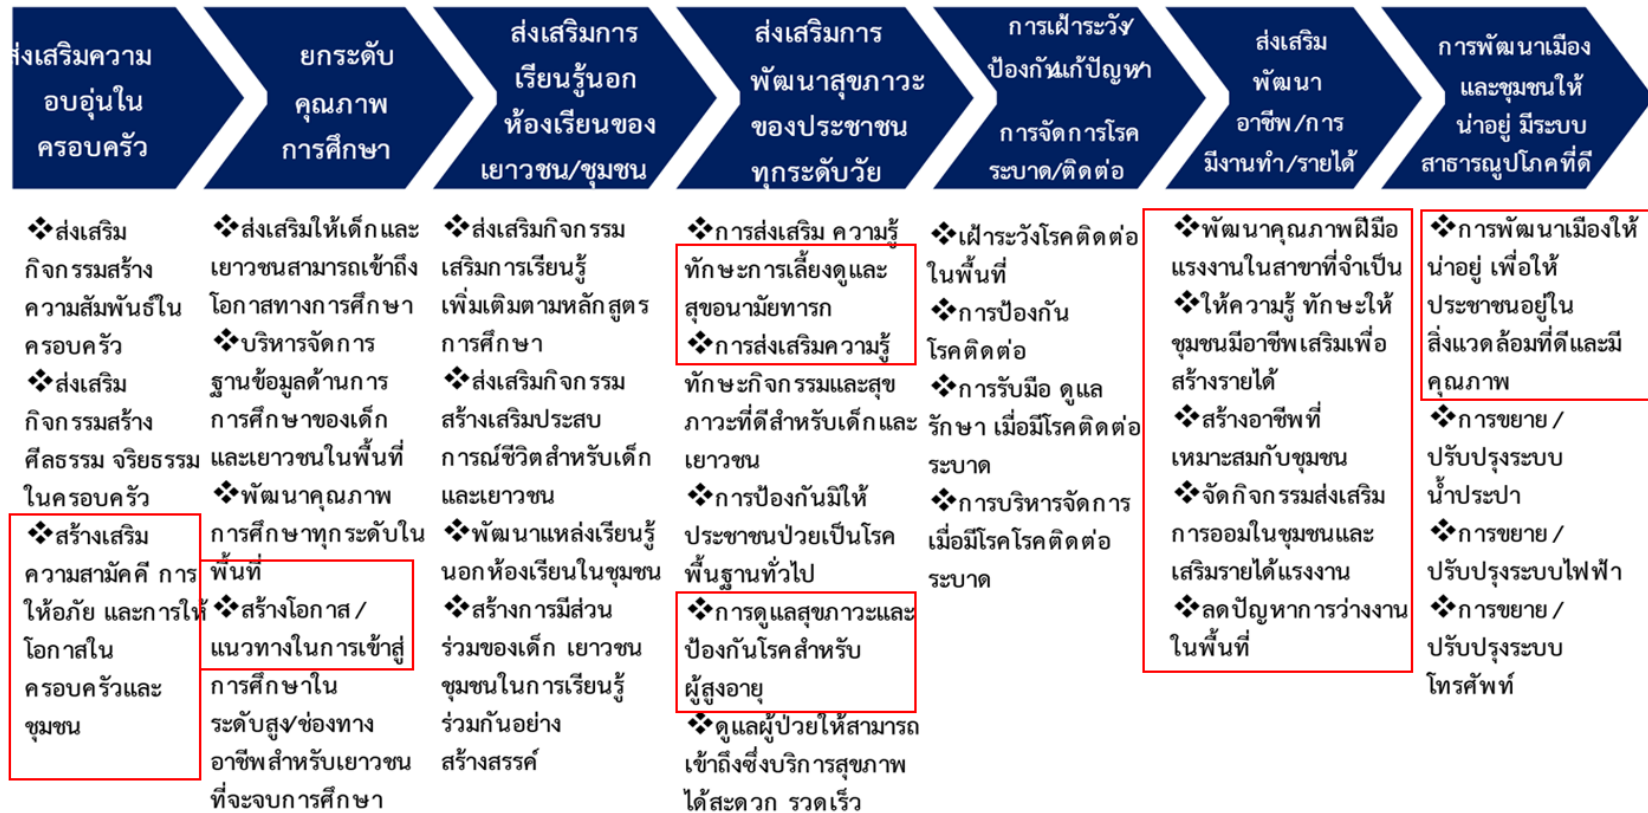 ส่งเสริมความ
อบอุ่นใน
ครอบครัว
ยกระดับ
คุณภาพ
การศึกษา
ส่งเสริมการ
เรียนรู้นอก
ห้องเรียนของ
เยาวชน/ชุมชน
ส่งเสริมการ
พัฒนาสุขภาวะ
ของประชาชน
ทุกระดับวัย
การเฝ้าระวัง/
ป้องกัน/แก้ปัญหา
การจัดการโรค
ระบาด/ติดต่อ
ส่งเสริม
พัฒนา
อาชีพ/การ
มีงานทำ/รายได้
การพัฒนาเมือง
และชุมชนให้
น่าอยู่ มีระบบ
สาธารณูปโภคที่ดี
❖ส่งเสริม
กิจกรรมสร้าง
ความสัมพันธ์ใน
ครอบครัว
❖ส่งเสริม
กิจกรรมสร้าง
ศีลธรรม จริยธรรม
ในครอบครัว
❖สร้างเสริม
ความสามัคคี การ
ให้อภัย และการให้
โอกาสใน
ครอบครัวและ
ชุมชน
❖ส่งเสริมให้เด็กและ
เยาวชนสามารถเข้าถึง
โอกาสทางการศึกษา
❖บริหารจัดการ
ฐานข้อมูลด้านการ
การศึกษาของเด็ก
และเยาวชนในพื้นที่
❖พัฒนาคุณภาพ
การศึกษาทุกระดับใน
พื้นที่
❖สร้างโอกาส/
แนวทางในการเข้าสู่
การศึกษาใน
ระดับสูง/ช่องทาง
อาชีพสำหรับเยาวชน
ที่จะจบการศึกษา
❖ส่งเสริมกิจกรรม
เสริมการเรียนรู้
เพิ่มเติมตามหลักสูตร
การศึกษา
❖ส่งเสริมกิจกรรม
สร้างเสริมประสบ
การณ์ชีวิตสำหรับเด็ก
และเยาวชน
❖พัฒนาแหล่งเรียนรู้
นอกห้องเรียนในชุมชน
❖สร้างการมีส่วน
ร่วมของเด็ก เยาวชน
ชุมชนในการเรียนรู้
ร่วมกันอย่าง
สร้างสรรค์
❖การส่งเสริม ความรู้
ทักษะการเลี้ยงดูและ
สุขอนามัยทารก
❖การส่งเสริมความรู้
ทักษะกิจกรรมและสุข
ภาวะที่ดีสำหรับเด็กและ
เยาวชน
❖การป้องกันมิให้
ประชาชนป่วยเป็นโรค
พื้นฐานทั่วไป
❖การดูแลสุขภาวะและ
ป้องกันโรคสำหรับ
ผู้สูงอายุ
❖ดูแลผู้ป่วยให้สามารถ
เข้าถึงซึ่งบริการสุขภาพ
ได้สะดวก รวดเร็ว
❖เฝ้าระวังโรคติดต่อ
ในพื้นที่
❖การป้องกัน
โรคติดต่อ
❖การรับมือ ดูแล
รักษา เมื่อมีโรคติดต่อ
ระบาด
❖การบริหารจัดการ
เมื่อมีโรคโรคติดต่อ
ระบาด
❖พัฒนาคุณภาพฝีมือ
แรงงานในสาขาที่จำเป็น
❖ให้ความรู้ ทักษะให้
ชุมชนมีอาชีพเสริมเพื่อ
สร้างรายได้
❖สร้างอาชีพที่
เหมาะสมกับชุมชน
❖จัดกิจกรรมส่งเสริม
การออมในชุมชนและ
เสริมรายได้แรงงาน
❖ลดปัญหาการว่างงาน
ในพื้นที่
❖การพัฒนาเมืองให้
น่าอยู่ เพื่อให้
ประชาชนอยู่ใน
สิ่งแวดล้อมที่ดีและมี
คุณภาพ
❖การขยาย/
ปรับปรุงระบบ
น้ำประปา
❖การขยาย/
ปรับปรุงระบบไฟฟ้า
❖การขยาย/
ปรับปรุงระบบ
โทรศัพท์